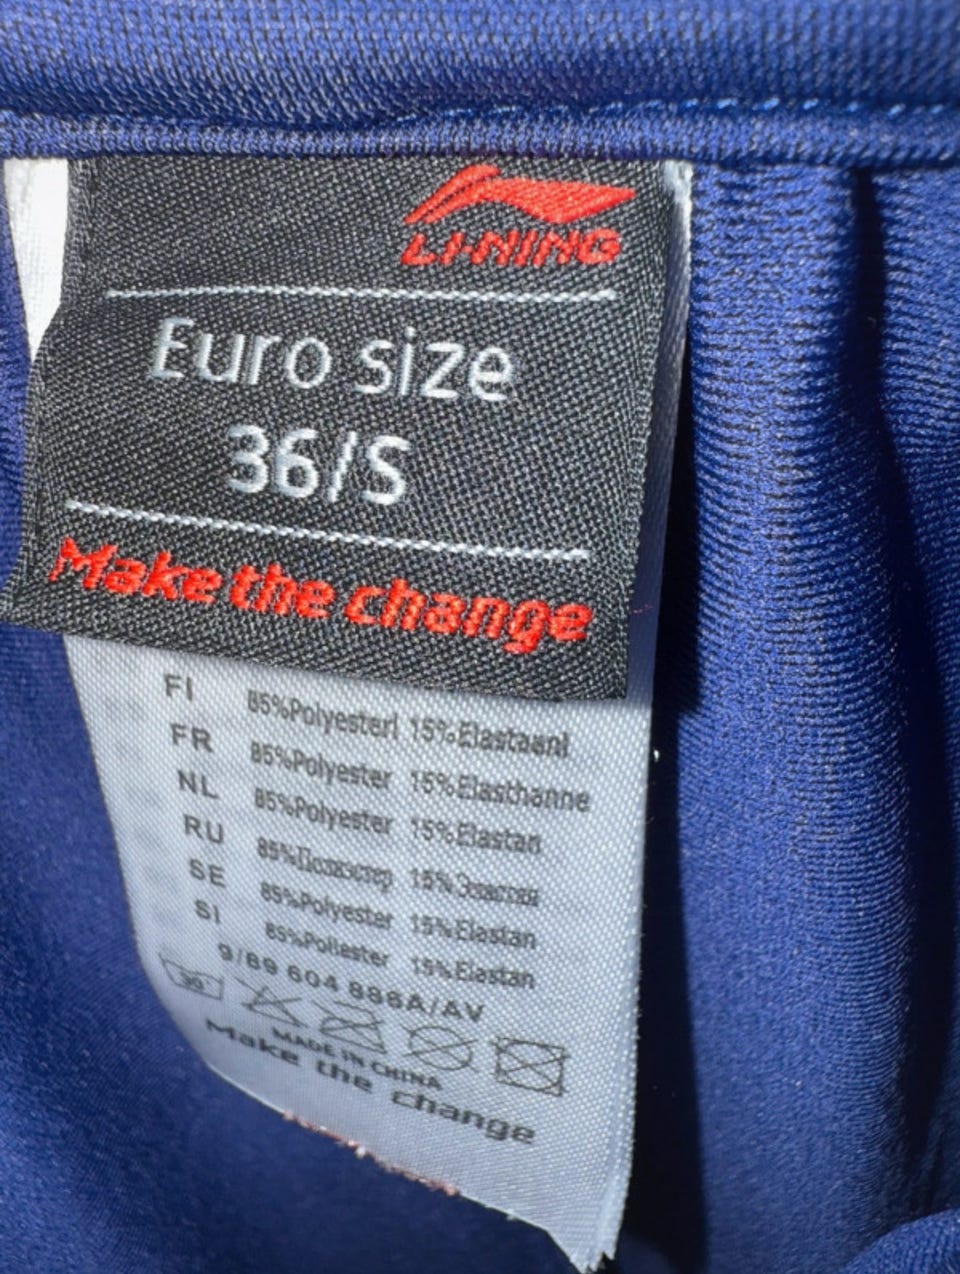 LI-NING
Euro size
36/S
Make the change
FI 85%Polyesteri 15%Elastaani
FR 85%Polyester 15%Elasthanne
NL 85%Polyester 15%Elastan
RU 85%Полиэстер 15%Эластан
SE 85%Polyester 15%Elastan
SI 85%Poliester 15%Elastan
g/89 604 888A/AV
30
MADE IN CHINA
Make the change